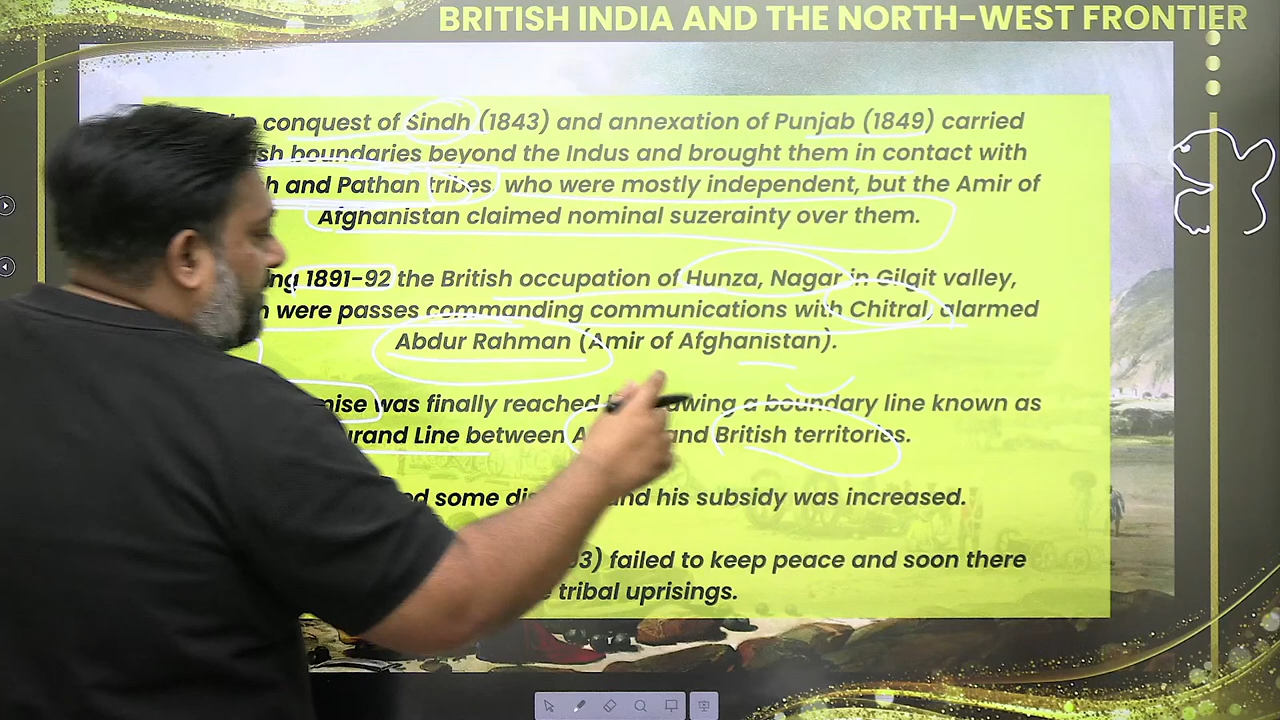 BRITISH INDIA AND THE NORTH-WEST FRONTIER
conquest of Sindh (1843) and annexation of Punjab (1849) carried
boundaries beyond the Indus and brought them in contact with
and Pathan tribes, who were mostly independent, but the Amir of
Afghanistan claimed nominal suzerainty over them.
1891-92 the British occupation of Hunza, Nagar in Gilgit valley,
were passes commanding communications with Chitral, alarmed
Abdur Rahman (Amir of Afghanistan).
was finally reached a boundary line known as
Line between and British territories.
some and his subsidy was increased.
failed to keep peace and soon there
tribal uprisings.